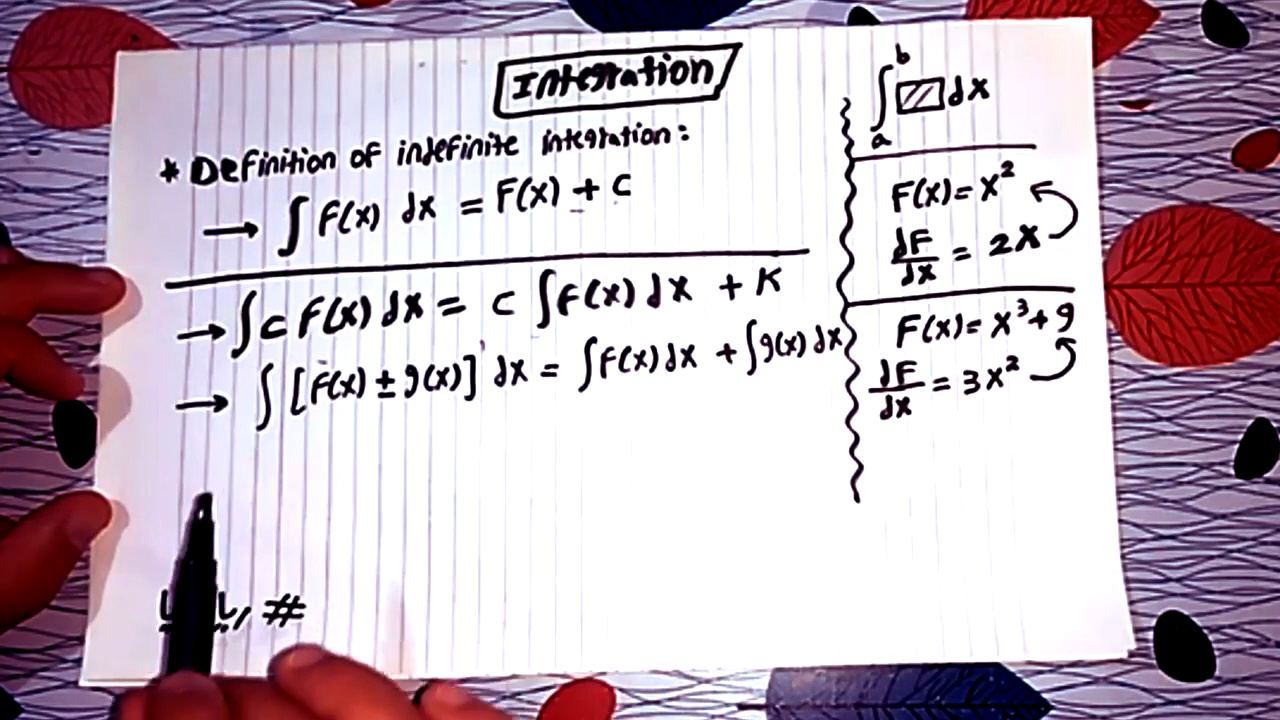 Integration
* Definition of indefinite integration:
→ ∫ F(x) dx = F(x) + C
→ ∫ c F(x) dx = c ∫ F(x) dx + K
→ ∫ [F(x) ± g(x)] dx = ∫ F(x) dx + ∫ g(x) dx
#
∫ₐᵇ dx
F(x) = x²
dF/dx = 2x
F(x) = x³ + 9
dF/dx = 3x²